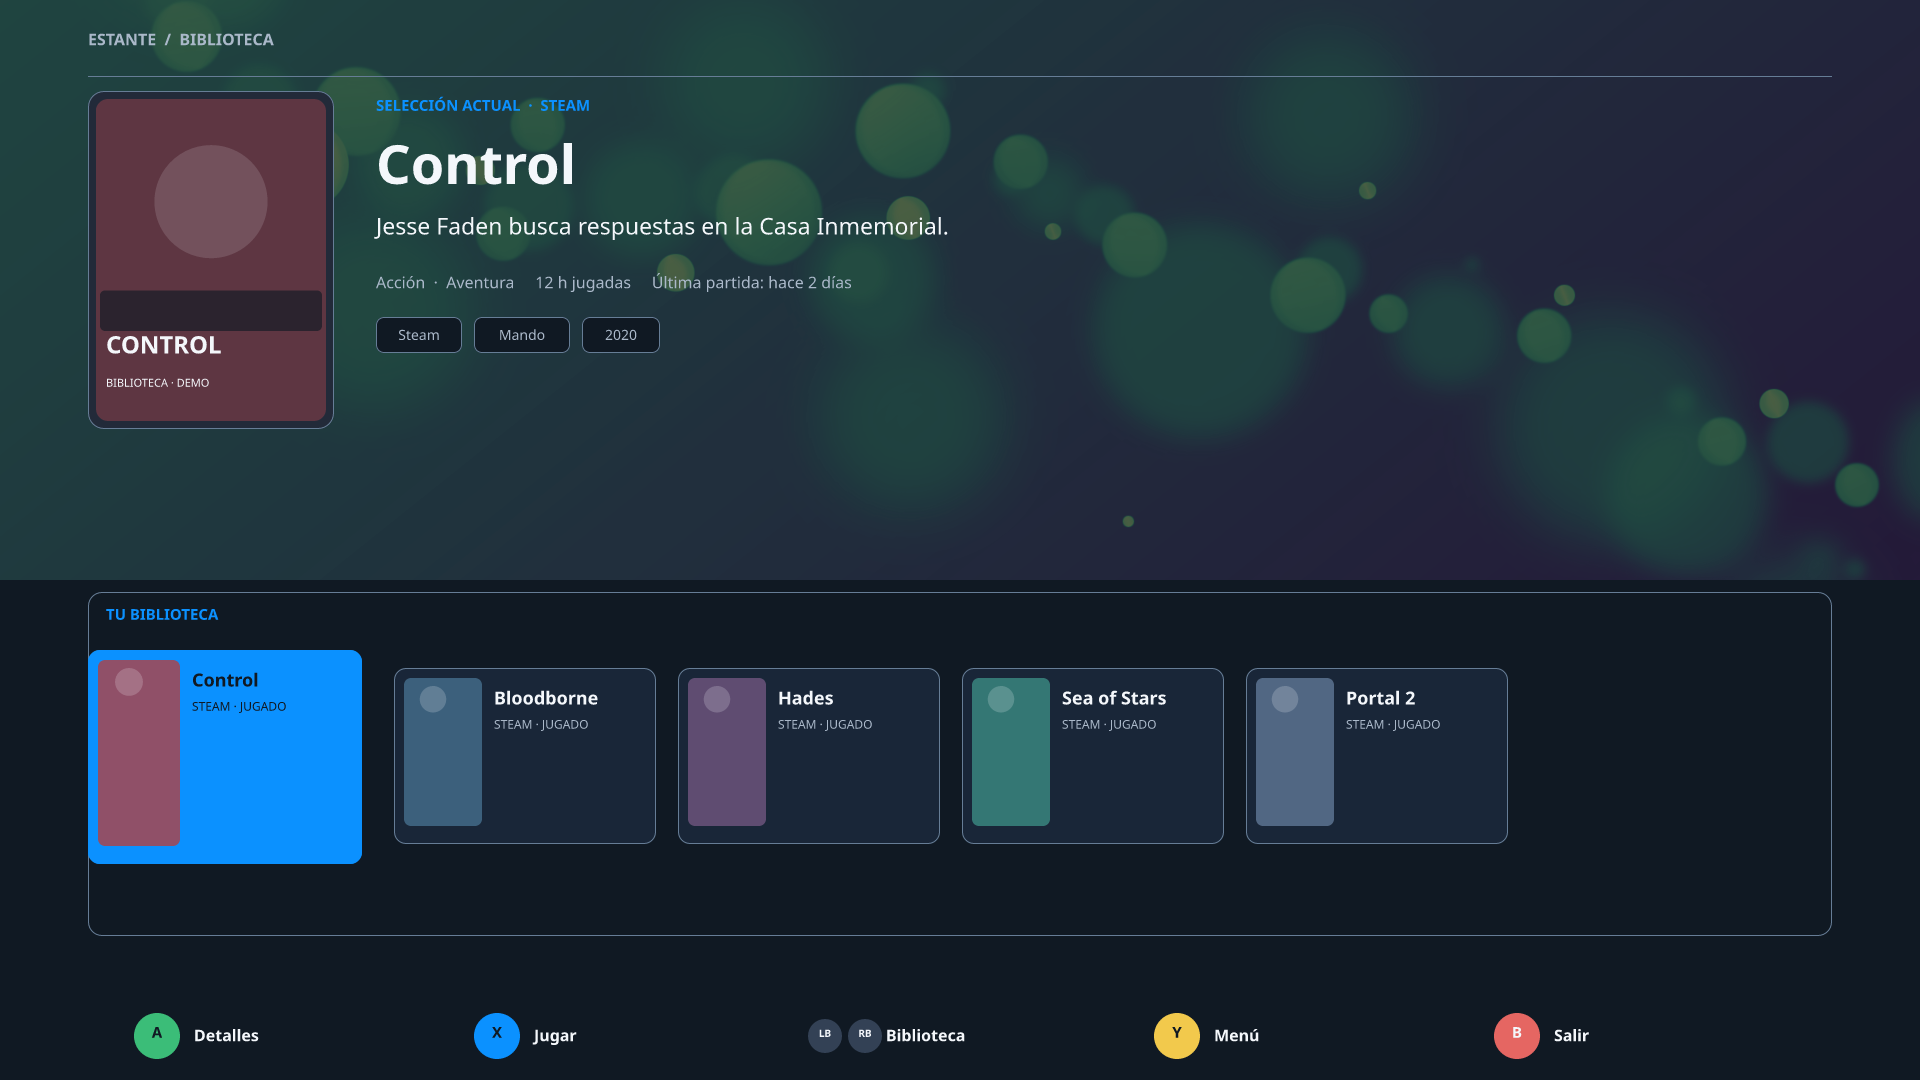 ESTANTE / BIBLIOTECA
SELECCIÓN ACTUAL · STEAM
Control
Jesse Faden busca respuestas en la Casa Inmemorial.
Acción · Aventura 12 h jugadas Última partida: hace 2 días
Steam Mando 2020
CONTROL
BIBLIOTECA · DEMO
TU BIBLIOTECA
Control
STEAM · JUGADO
Bloodborne
STEAM · JUGADO
Hades
STEAM · JUGADO
Sea of Stars
STEAM · JUGADO
Portal 2
STEAM · JUGADO
A Detalles
X Jugar
LB RB Biblioteca
Y Menú
B Salir